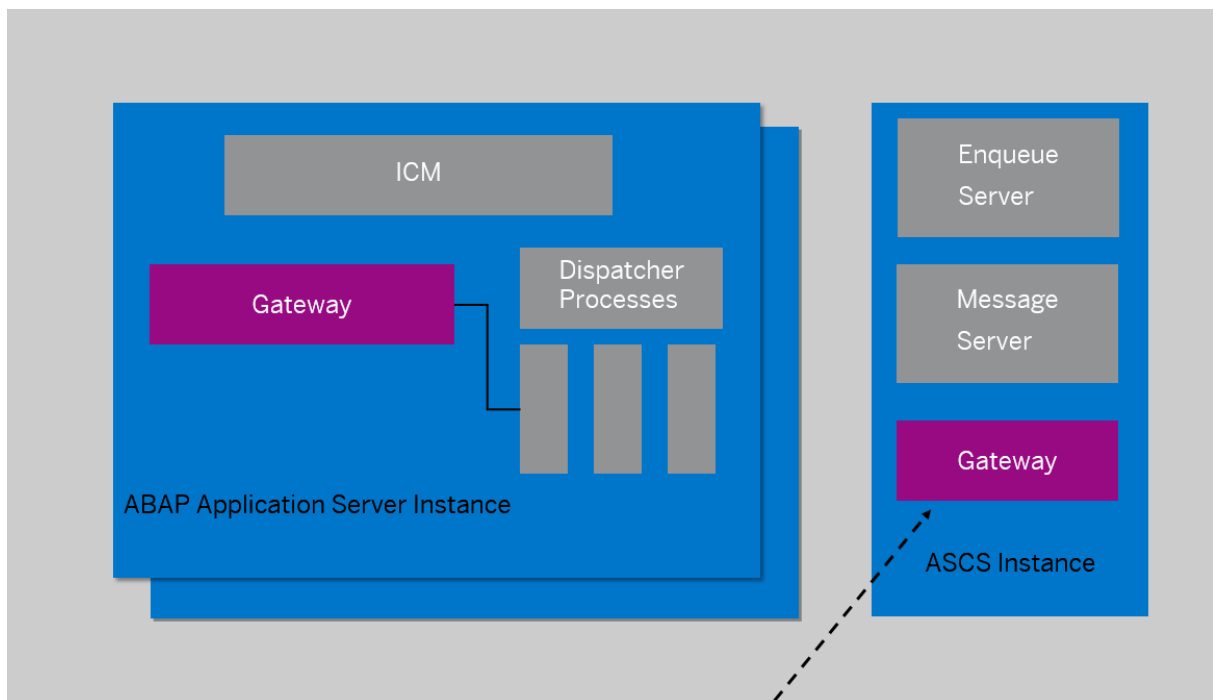 ICM
Gateway
Dispatcher
Processes
ABAP Application Server Instance
Enqueue
Server
Message
Server
Gateway
ASCS Instance